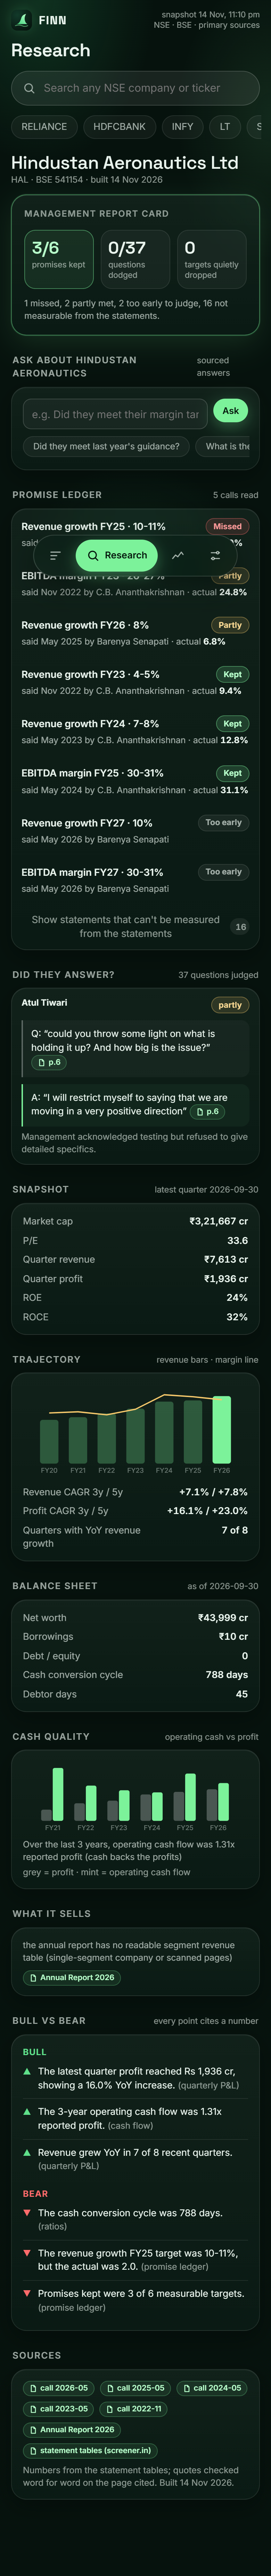 FINN
snapshot 14 Nov, 11:10 pm
NSE · BSE · primary sources
Research
Search any NSE company or ticker
RELIANCE
HDFCBANK
INFY
LT
S
Hindustan Aeronautics Ltd
HAL · BSE 541154 · built 14 Nov 2026
MANAGEMENT REPORT CARD
3/6
promises kept
0/37
questions
dodged
0
targets quietly
dropped
1 missed, 2 partly met, 2 too early to judge, 16 not
measurable from the statements.
ASK ABOUT HINDUSTAN
AERONAUTICS
sourced
answers
e.g. Did they meet their margin tar
Ask
Did they meet last year's guidance?
What is the
PROMISE LEDGER
5 calls read
Revenue growth FY25 · 10-11%
Missed
said
Research
EBITDA margin FY23 · 26-27%
Partly
said Nov 2022 by C.B. Ananthakrishnan · actual 24.8%
Revenue growth FY26 · 8%
Partly
said May 2025 by Barenya Senapati · actual 6.8%
Revenue growth FY23 · 4-5%
Kept
said Nov 2022 by C.B. Ananthakrishnan · actual 9.4%
Revenue growth FY24 · 7-8%
Kept
said May 2023 by C.B. Ananthakrishnan · actual 12.8%
EBITDA margin FY25 · 30-31%
Kept
said May 2024 by C.B. Ananthakrishnan · actual 31.1%
Revenue growth FY27 · 10%
Too early
said May 2026 by Barenya Senapati
EBITDA margin FY27 · 30-31%
Too early
said May 2026 by Barenya Senapati
Show statements that can't be measured
from the statements
16
DID THEY ANSWER?
37 questions judged
Atul Tiwari
partly
Q: "could you throw some light on what is
holding it up? And how big is the issue?"
p.6
A: "I will restrict myself to saying that we are
moving in a very positive direction" p.6
Management acknowledged testing but refused to give
detailed specifics.
SNAPSHOT
latest quarter 2026-09-30
Market cap
₹3,21,667 cr
P/E
33.6
Quarter revenue
₹7,613 cr
Quarter profit
₹1,936 cr
ROE
24%
ROCE
32%
TRAJECTORY
revenue bars · margin line
FY20 FY21 FY22 FY23 FY24 FY25 FY26
Revenue CAGR 3y / 5y
+7.1% / +7.8%
Profit CAGR 3y / 5y
+16.1% / +23.0%
Quarters with YoY revenue
growth
7 of 8
BALANCE SHEET
as of 2026-09-30
Net worth
₹43,999 cr
Borrowings
₹10 cr
Debt / equity
0
Cash conversion cycle
788 days
Debtor days
45
CASH QUALITY
operating cash vs profit
FY21 FY22 FY23 FY24 FY25 FY26
Over the last 3 years, operating cash flow was 1.31x
reported profit (cash backs the profits)
grey = profit · mint = operating cash flow
WHAT IT SELLS
the annual report has no readable segment revenue
table (single-segment company or scanned pages)
Annual Report 2026
BULL VS BEAR
every point cites a number
BULL
The latest quarter profit reached Rs 1,936 cr,
showing a 16.0% YoY increase. (quarterly P&L)
The 3-year operating cash flow was 1.31x
reported profit. (cash flow)
Revenue grew YoY in 7 of 8 recent quarters.
(quarterly P&L)
BEAR
The cash conversion cycle was 788 days.
(ratios)
The revenue growth FY25 target was 10-11%,
but the actual was 2.0. (promise ledger)
Promises kept were 3 of 6 measurable targets.
(promise ledger)
SOURCES
call 2026-05
call 2025-05
call 2024-05
call 2023-05
call 2022-11
Annual Report 2026
statement tables (screener.in)
Numbers from the statement tables; quotes checked
word for word on the page cited. Built 14 Nov 2026.